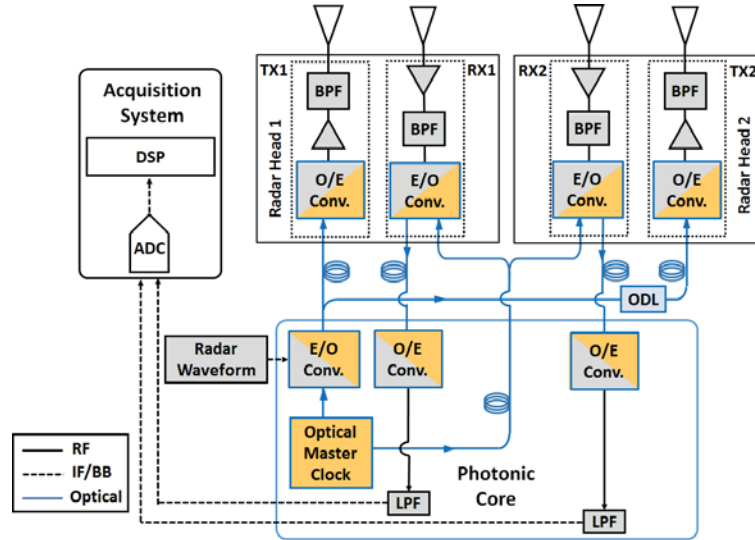 TX1
BPF
O/E
Conv.
Radar Head 1
RX1
BPF
E/O
Conv.
RX2
BPF
E/O
Conv.
TX2
BPF
O/E
Conv.
Radar Head 2
Acquisition
System
DSP
ADC
ODL
Radar
Waveform
E/O
Conv.
O/E
Conv.
O/E
Conv.
Optical
Master
Clock
Photonic
Core
LPF
LPF
RF
IF/BB
Optical